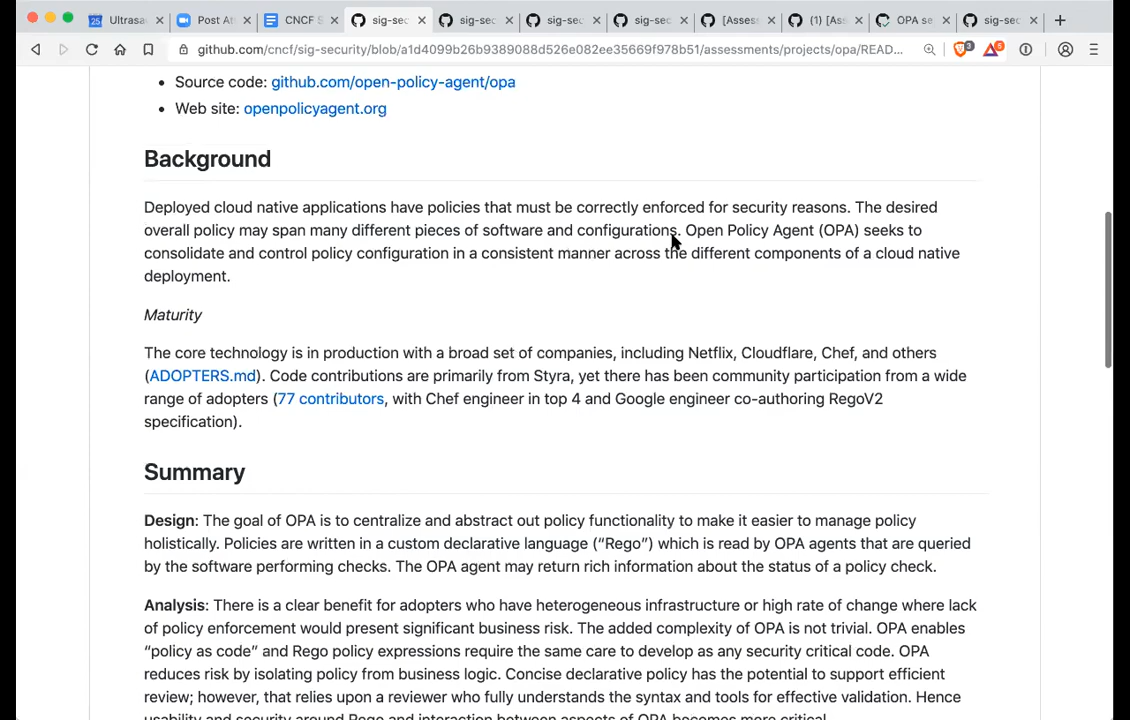 Ultrasa
Post A
CNCF S
sig-sec
sig-sec
sig-sec
sig-sec
[Assess
(1) [Ass
OPA se
sig-sec
github.com/cncf/sig-security/blob/a1d4099b26b9389088d526e082ee35669f978b51/assessments/projects/opa/READ...
3
5
Source code: github.com/open-policy-agent/opa
Web site: openpolicyagent.org
Background
Deployed cloud native applications have policies that must be correctly enforced for security reasons. The desired
overall policy may span many different pieces of software and configurations. Open Policy Agent (OPA) seeks to
consolidate and control policy configuration in a consistent manner across the different components of a cloud native
deployment.
Maturity
The core technology is in production with a broad set of companies, including Netflix, Cloudflare, Chef, and others
(ADOPTERS.md). Code contributions are primarily from Styra, yet there has been community participation from a wide
range of adopters (77 contributors, with Chef engineer in top 4 and Google engineer co-authoring RegoV2
specification).
Summary
Design: The goal of OPA is to centralize and abstract out policy functionality to make it easier to manage policy
holistically. Policies are written in a custom declarative language (“Rego”) which is read by OPA agents that are queried
by the software performing checks. The OPA agent may return rich information about the status of a policy check.
Analysis: There is a clear benefit for adopters who have heterogeneous infrastructure or high rate of change where lack
of policy enforcement would present significant business risk. The added complexity of OPA is not trivial. OPA enables
“policy as code” and Rego policy expressions require the same care to develop as any security critical code. OPA
reduces risk by isolating policy from business logic. Concise declarative policy has the potential to support efficient
review; however, that relies upon a reviewer who fully understands the syntax and tools for effective validation. Hence
usability and security around Rego and interaction between aspects of OPA becomes more critical.